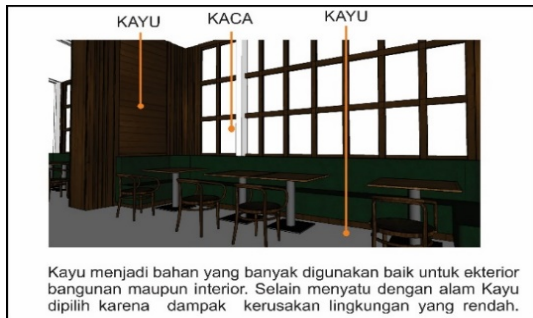 KAYU KACA KAYU
Kayu menjadi bahan yang banyak digunakan baik untuk ekterior
bangunan maupun interior. Selain menyatu dengan alam Kayu
dipilih karena dampak kerusakan lingkungan yang rendah.